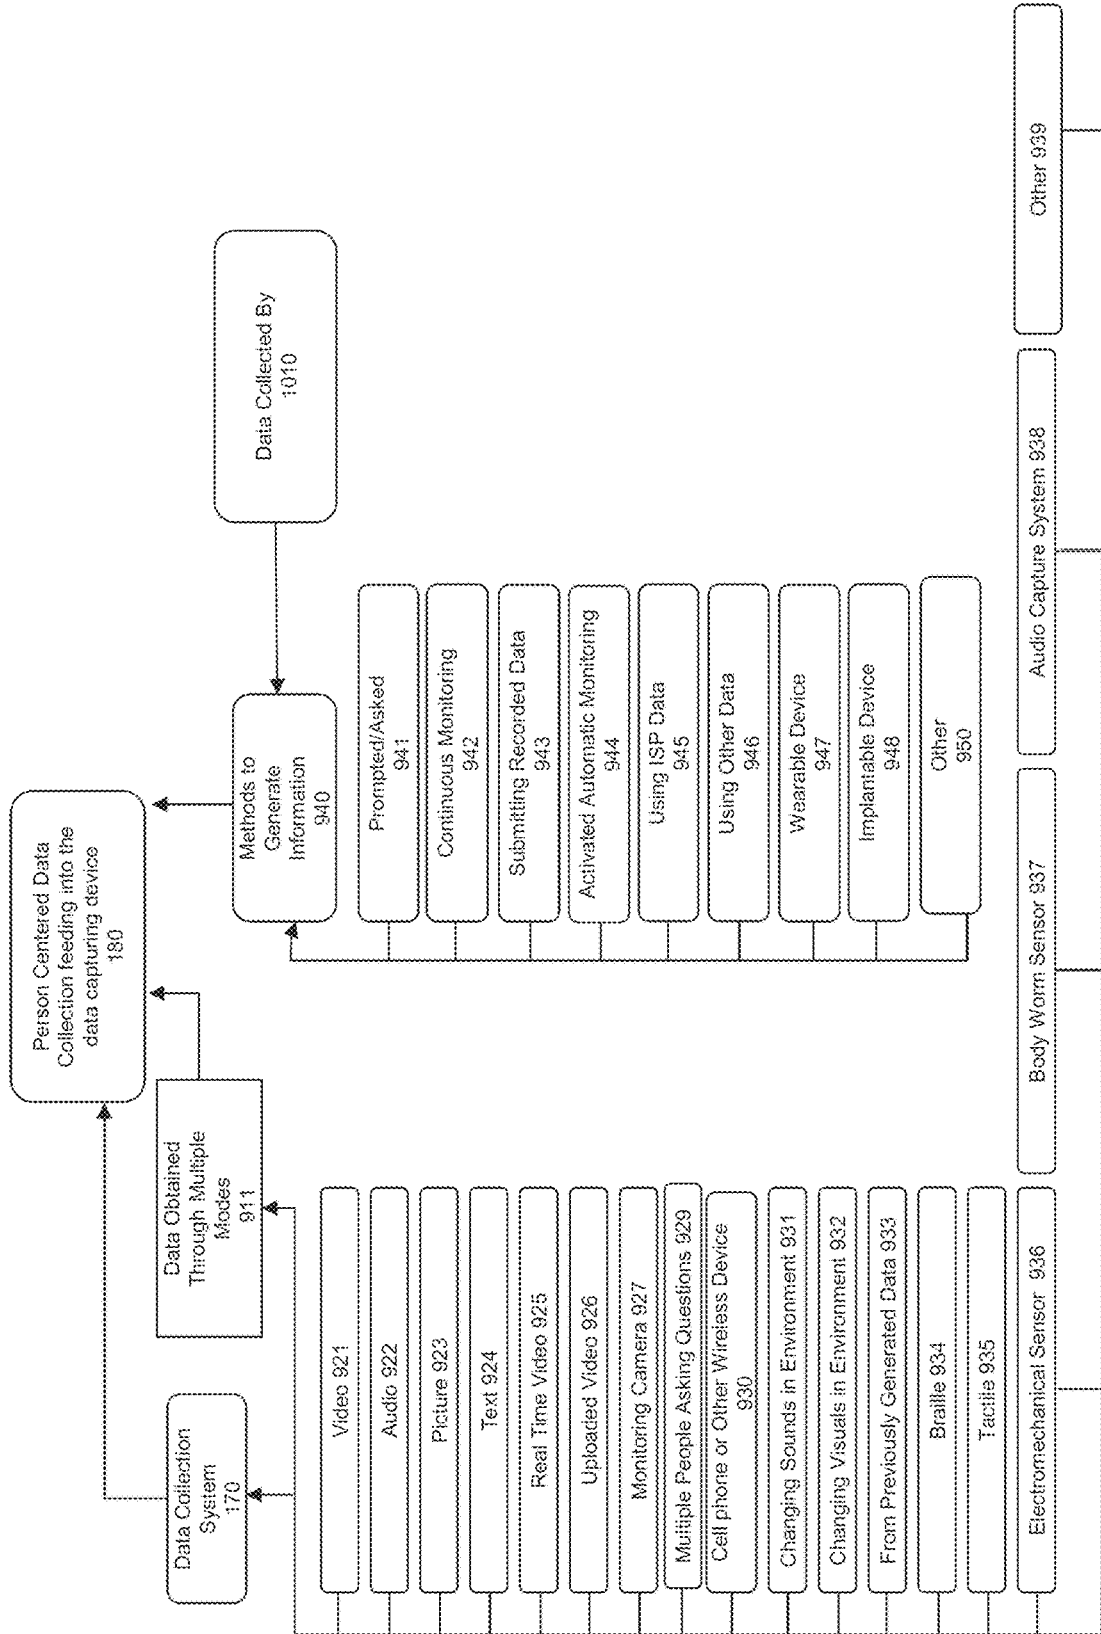 Person Centered Data
Collection feeding into the
data capturing device
180
Data Collection
System
170
Data Obtained
Through Multiple
Modes
911
Methods to
Generate
Information
940
Data Collected By
1010
Video 921
Audio 922
Picture 923
Text 924
Real Time Video 925
Uploaded Video 926
Monitoring Camera 927
Multiple People Asking Questions 929
Cell phone or Other Wireless Device
930
Changing Sounds in Environment 931
Changing Visuals in Environment 932
From Previously Generated Data 933
Braille 934
Tactile 935
Electromechanical Sensor 936
Body Worm Sensor 937
Audio Capture System 938
Other 939
Prompted/Asked
941
Continuous Monitoring
942
Submitting Recorded Data
943
Activated Automatic Monitoring
944
Using ISP Data
945
Using Other Data
946
Wearable Device
947
Implantable Device
948
Other
950